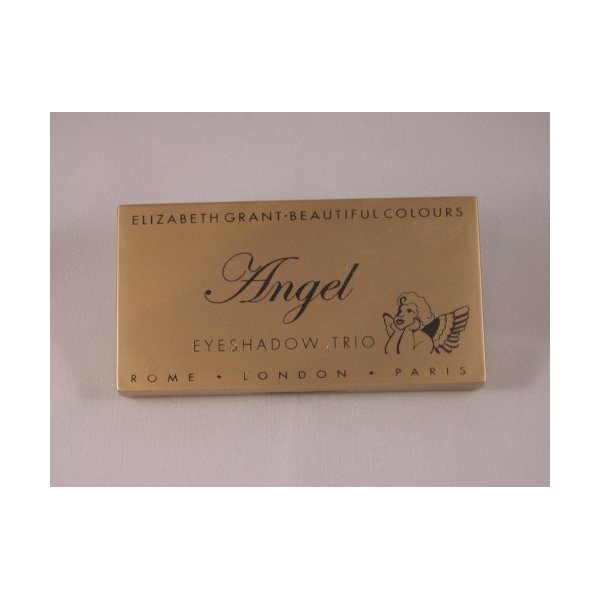 ELIZABETH GRANT·BEAUTIFUL COLOURS
Angel
EYESHADOW TRIO
ROME • LONDON • PARIS